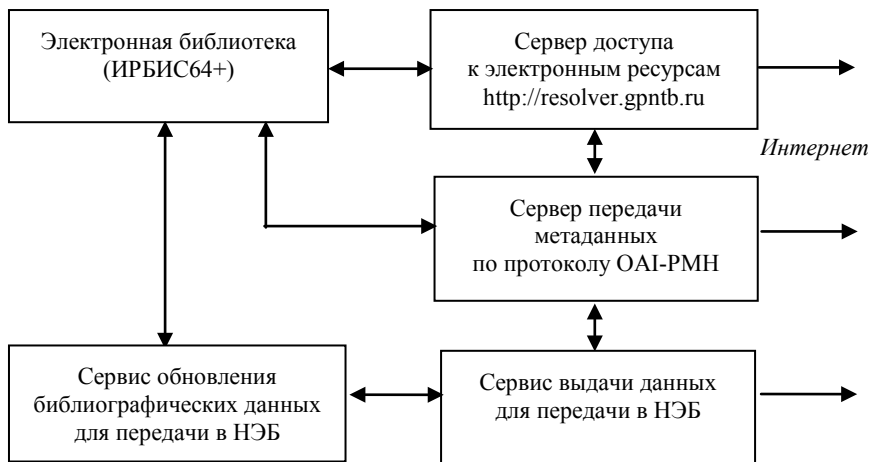 Электронная библиотека
(ИРБИС64+)
Сервер доступа
к электронным ресурсам
http://resolver.gpntb.ru
Интернет
Сервер передачи
метаданных
по протоколу OAI-PMH
Сервис обновления
библиографических данных
для передачи в НЭБ
Сервис выдачи данных
для передачи в НЭБ